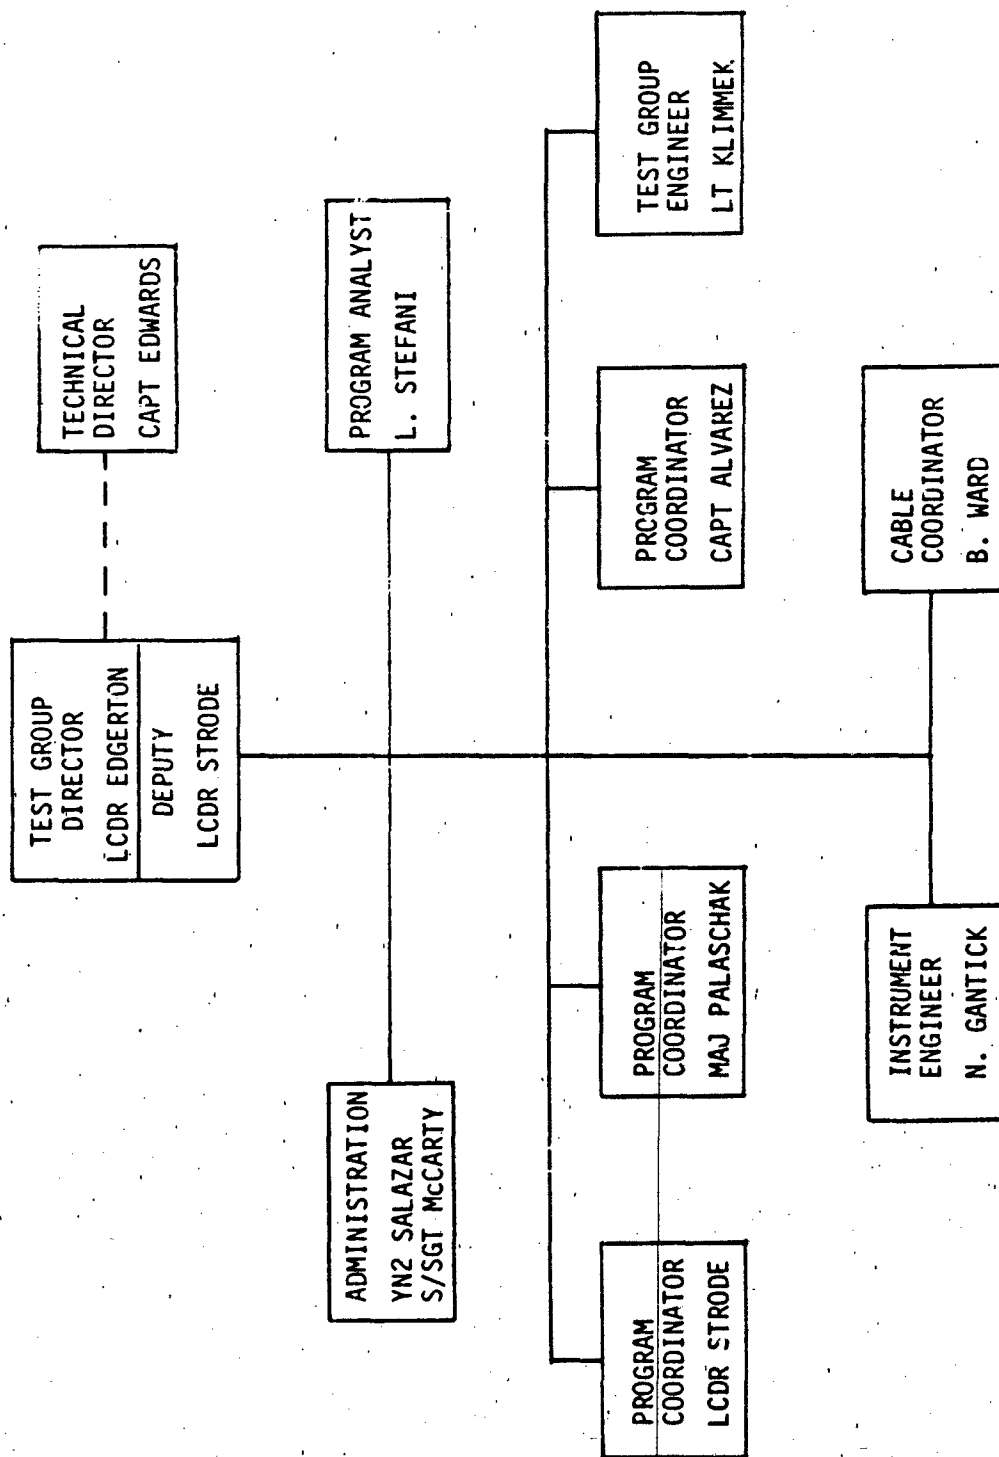 TEST GROUP
DIRECTOR
LCDR EDGERTON
DEPUTY
LCDR STRODE
TECHNICAL
DIRECTOR
CAPT EDWARDS
ADMINISTRATION
YN2 SALAZAR
S/SGT McCARTY
PROGRAM ANALYST
L. STEFANI
PROGRAM
COORDINATOR
LCDR STRODE
PROGRAM
COORDINATOR
MAJ PALASCHAK
PROGRAM
COORDINATOR
CAPT ALVAREZ
TEST GROUP
ENGINEER
LT KLIMMEK
INSTRUMENT
ENGINEER
N. GANTICK
CABLE
COORDINATOR
B. WARD